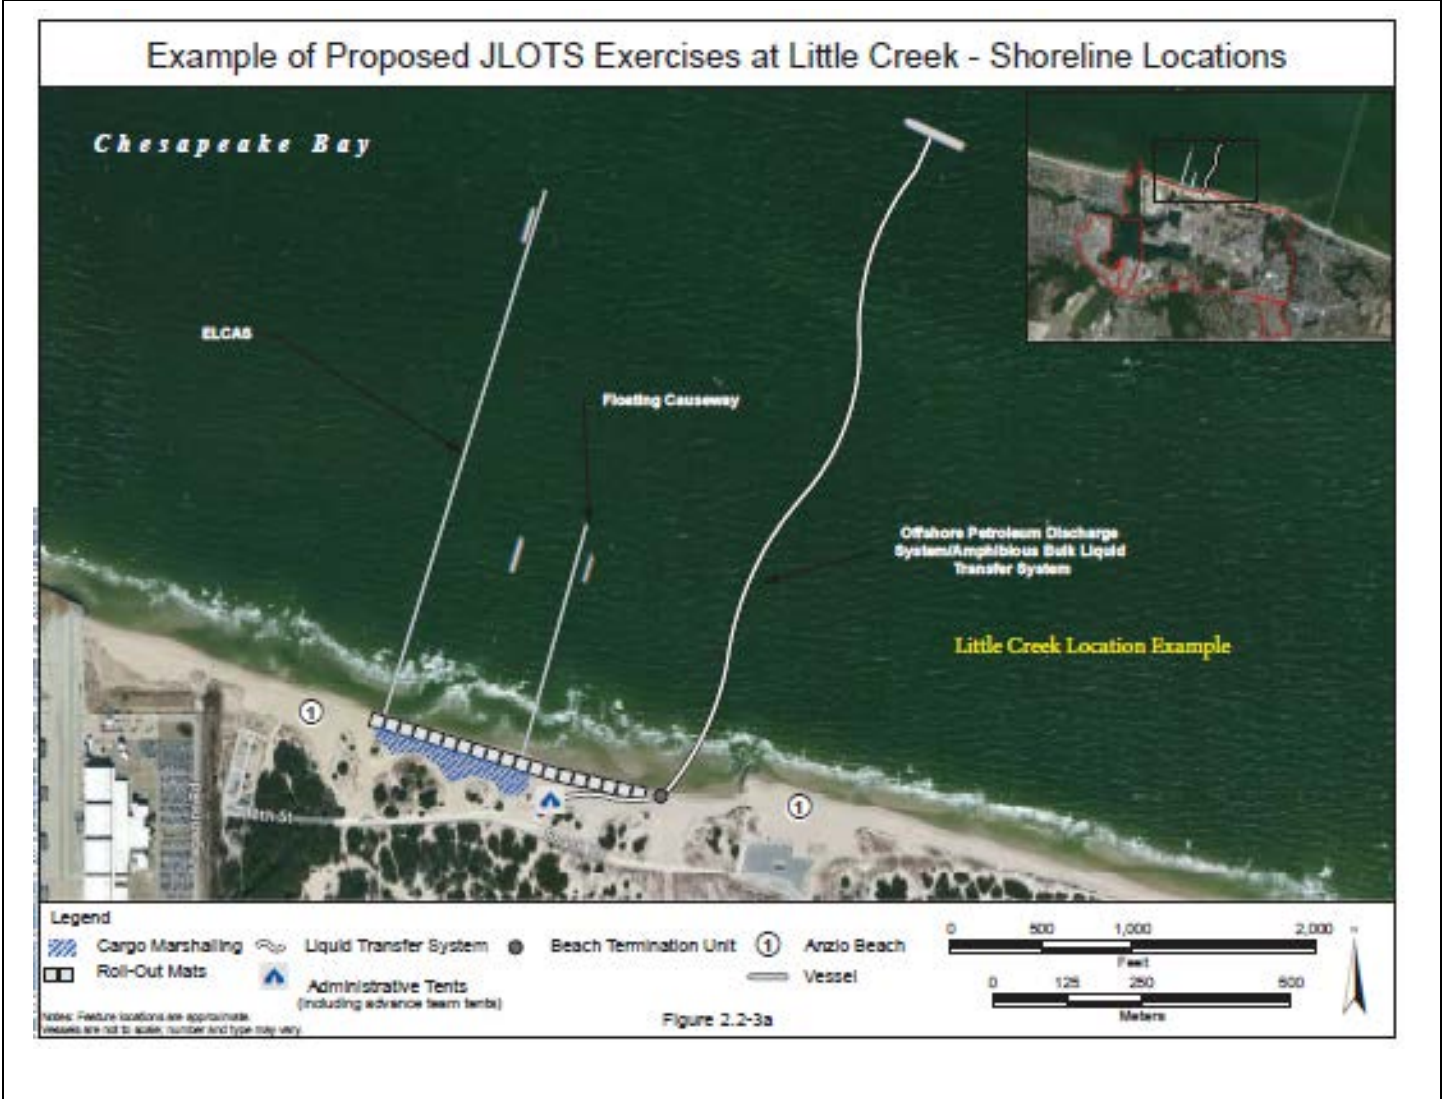 Example of Proposed JLOTS Exercises at Little Creek - Shoreline Locations
Chesapeake Bay
ELCAS
Floating Causeway
Offshore Petroleum Discharge
System/Amphibious Bulk Liquid
Transfer System
Little Creek Location Example
1
1
Legend
Cargo Marshalling
Liquid Transfer System
Beach Termination Unit
1
Anzio Beach
Roll-Out Mats
Administrative Tents
(including advance team tents)
Vessel
0 500 1,000 2,000
Feet
0 125 250 500
Meters
N
Notes: Feature locations are approximate.
Vessels are not to scale; number and type may vary.
Figure 2.2-3a